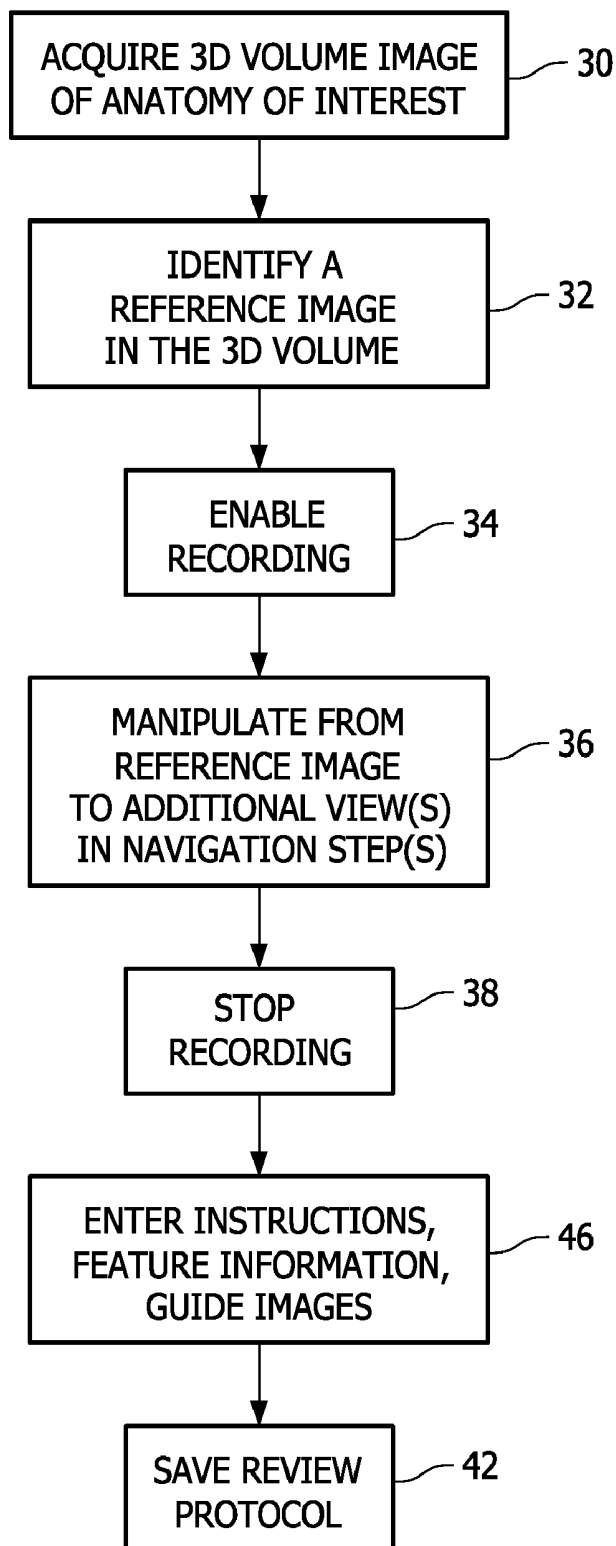 ACQUIRE 3D VOLUME IMAGE
OF ANATOMY OF INTEREST
30
IDENTIFY A
REFERENCE IMAGE
IN THE 3D VOLUME
32
ENABLE
RECORDING
34
MANIPULATE FROM
REFERENCE IMAGE
TO ADDITIONAL VIEW(S)
IN NAVIGATION STEP(S)
36
STOP
RECORDING
38
ENTER INSTRUCTIONS,
FEATURE INFORMATION,
GUIDE IMAGES
46
SAVE REVIEW
PROTOCOL
42